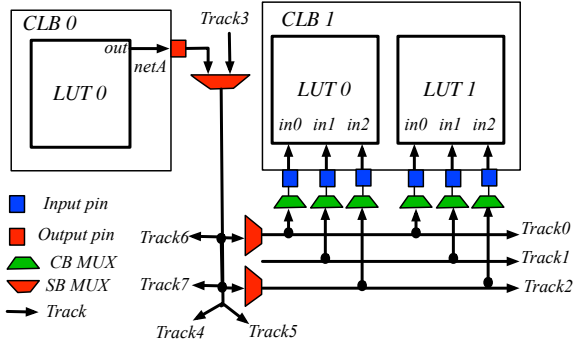 CLB 0
out
netA
LUT 0
Track3
CLB 1
LUT 0
in0 in1 in2
LUT 1
in0 in1 in2
Input pin
Output pin
CB MUX
SB MUX
Track
Track6
Track7
Track4
Track5
Track0
Track1
Track2